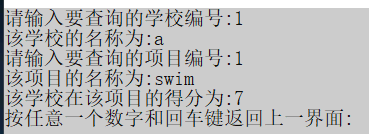 请输入要查询的学校编号:1
该学校的名称为:a
请输入要查询的项目编号:1
该项目的名称为:swim
该学校在该项目的得分为:7
按任意一个数字和回车键返回上一界面: